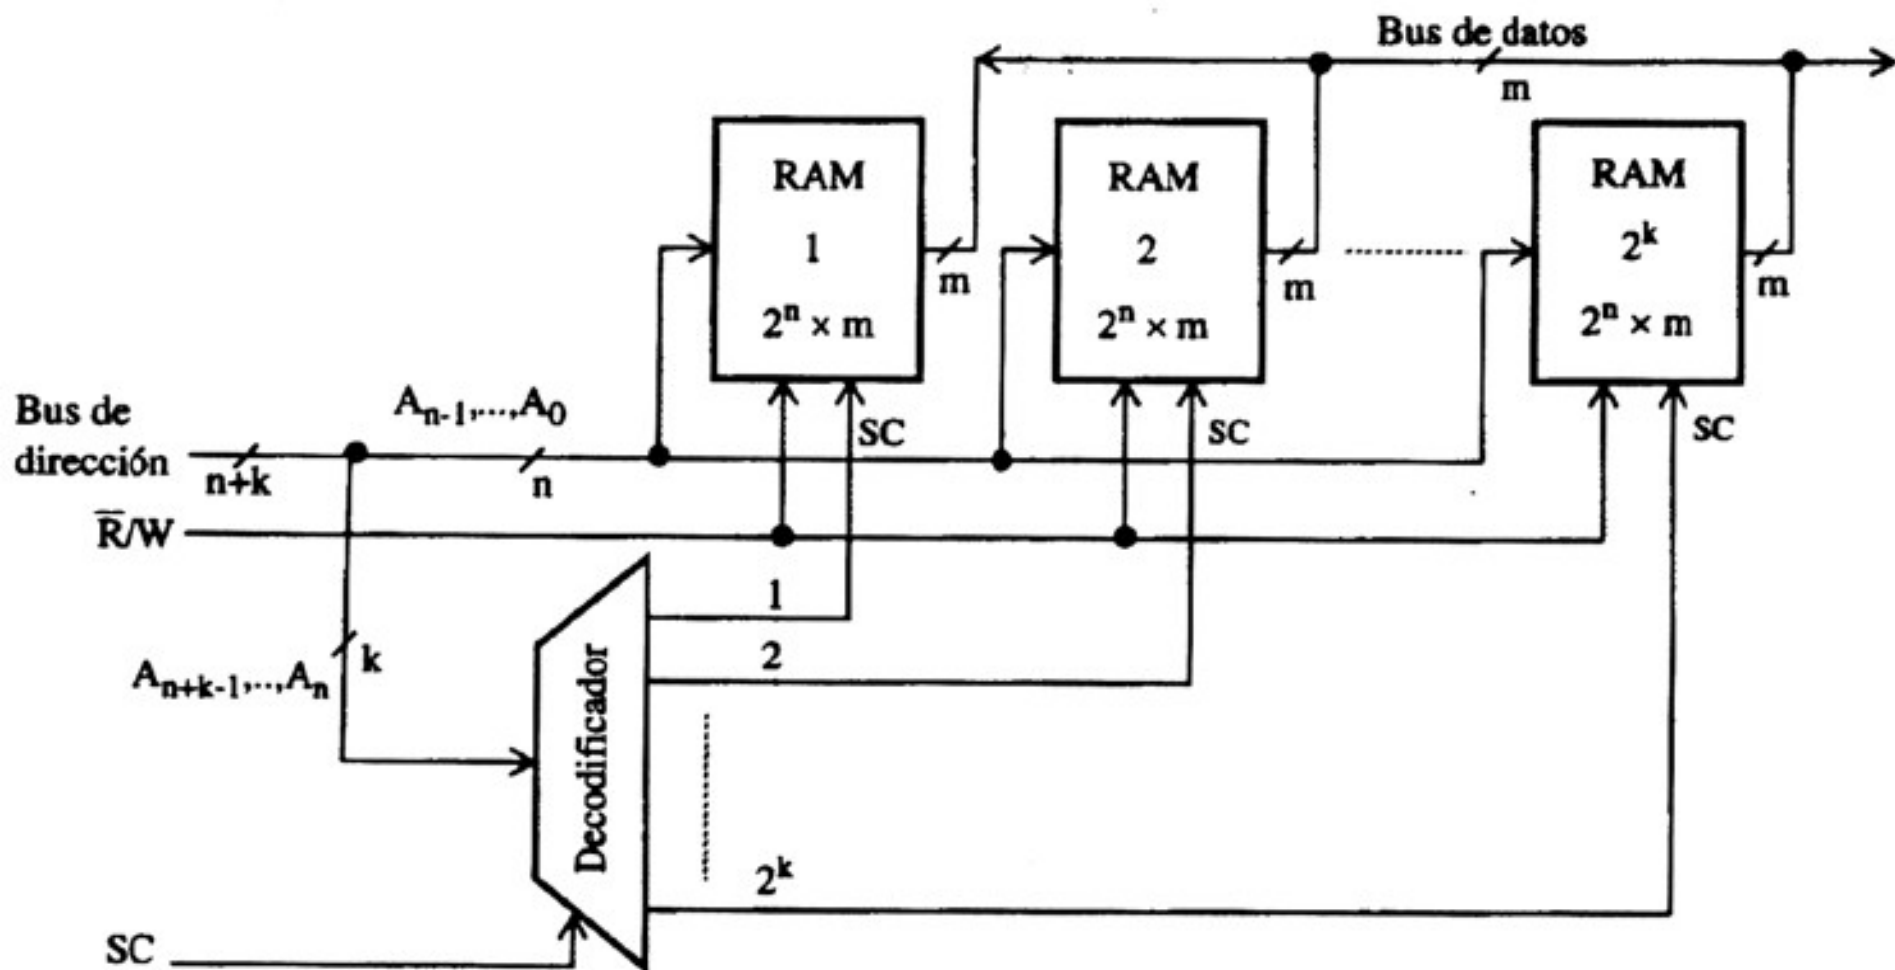 Bus de datos
m
RAM
1
2ⁿ × m
m
RAM
2
2ⁿ × m
m
RAM
2ᵏ
2ⁿ × m
m
SC
SC
SC
Bus de
dirección
n+k
Aₙ₋₁,...,A₀
n
R̅/W
Aₙ₊ₖ₋₁,..,Aₙ
k
Decodificador
1
2
2ᵏ
SC